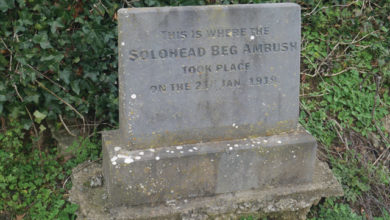 THIS IS WHERE THE
SOLOHEAD BEG AMBUSH
TOOK PLACE
ON THE 21ST JAN. 1919